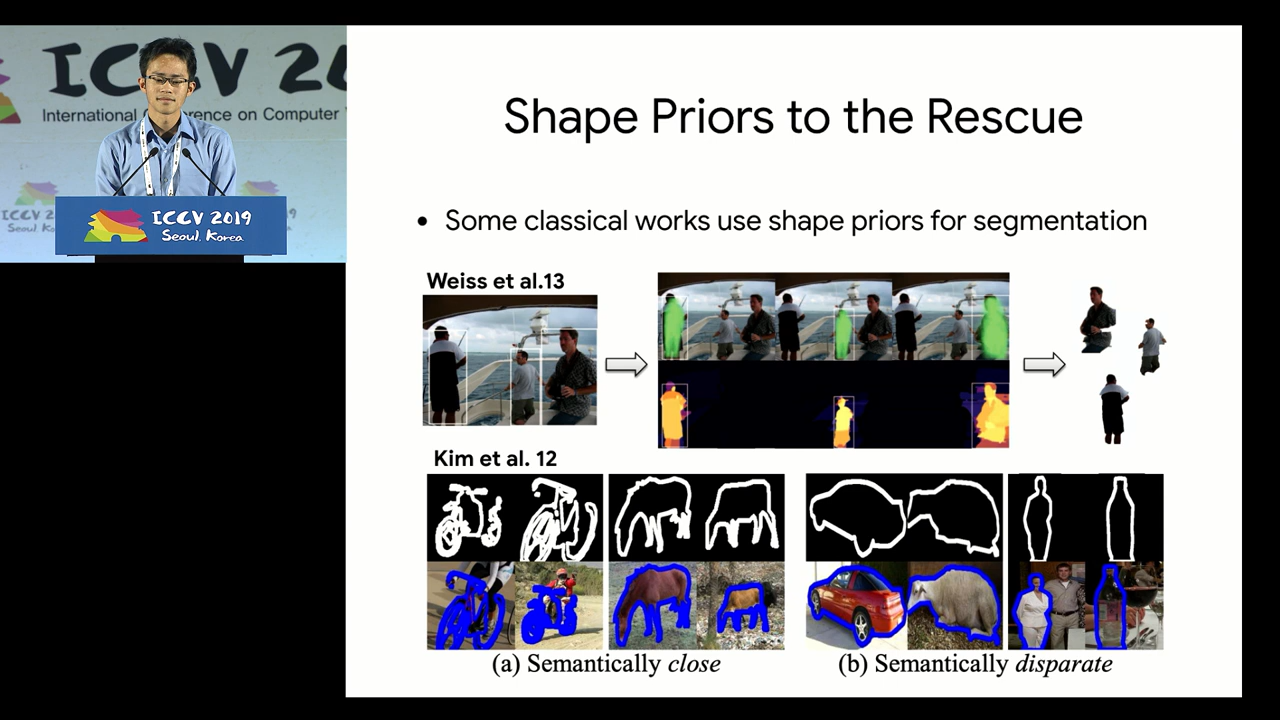 ICCV 20
International Conference on Computer
ICCV 2019
Seoul, Korea
Shape Priors to the Rescue
• Some classical works use shape priors for segmentation
Weiss et al.13
Kim et al. 12
(a) Semantically close
(b) Semantically disparate